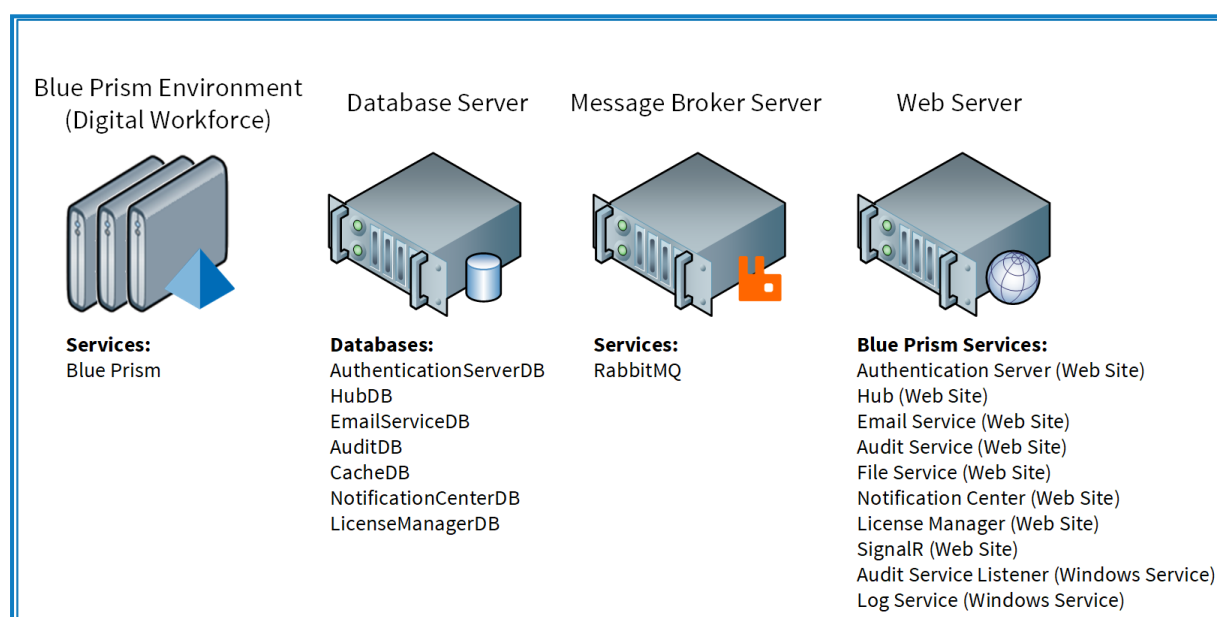 Blue Prism Environment
(Digital Workforce)
Services:
Blue Prism
Database Server
Databases:
AuthenticationServerDB
HubDB
EmailServiceDB
AuditDB
CacheDB
NotificationCenterDB
LicenseManagerDB
Message Broker Server
Services:
RabbitMQ
Web Server
Blue Prism Services:
Authentication Server (Web Site)
Hub (Web Site)
Email Service (Web Site)
Audit Service (Web Site)
File Service (Web Site)
Notification Center (Web Site)
License Manager (Web Site)
SignalR (Web Site)
Audit Service Listener (Windows Service)
Log Service (Windows Service)